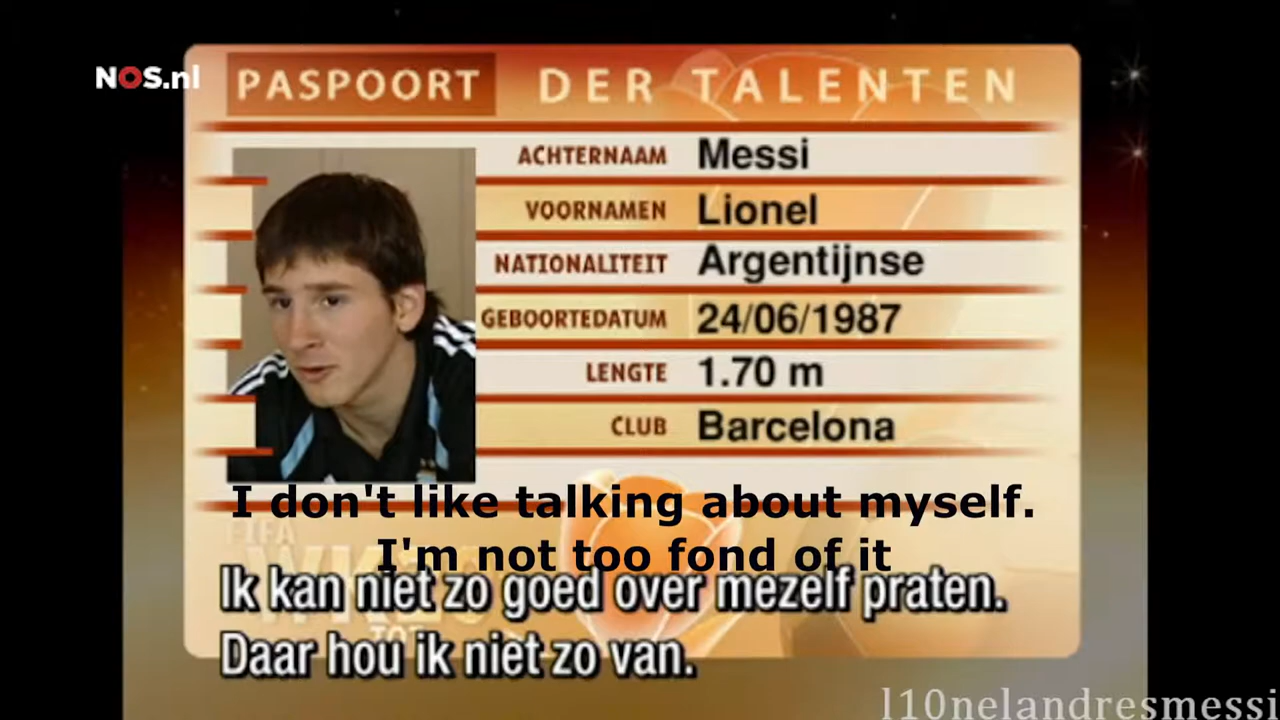 NOS.nl
PASPOORT DER TALENTEN
ACHTERNAAM Messi
VOORNAMEN Lionel
NATIONALITEIT Argentijnse
GEBOORTEDATUM 24/06/1987
LENGTE 1.70 m
CLUB Barcelona
I don't like talking about myself.
I'm not too fond of it
FIFA
Ik kan niet zo goed over mezelf praten.
Daar hou ik niet zo van.
l10nelandresmessi